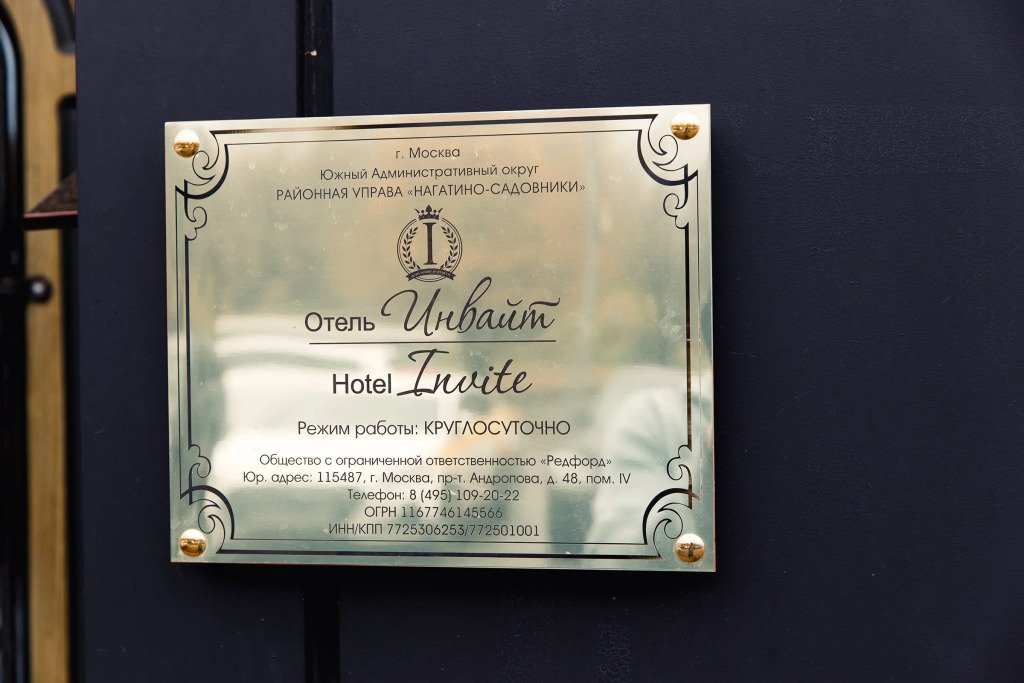 г. Москва
Южный Административный округ
РАЙОННАЯ УПРАВА «НАГАТИНО-САДОВНИКИ»
I
Отель Инвайт
Hotel Invite
Режим работы: КРУГЛОСУТОЧНО
Общество с ограниченной ответственностью «Редфорд»
Юр. адрес: 115487, г. Москва, пр-т. Андропова, д. 48, пом. IV
Телефон: 8 (495) 109-20-22
ОГРН 1167746145566
ИНН/КПП 7725306253/772501001